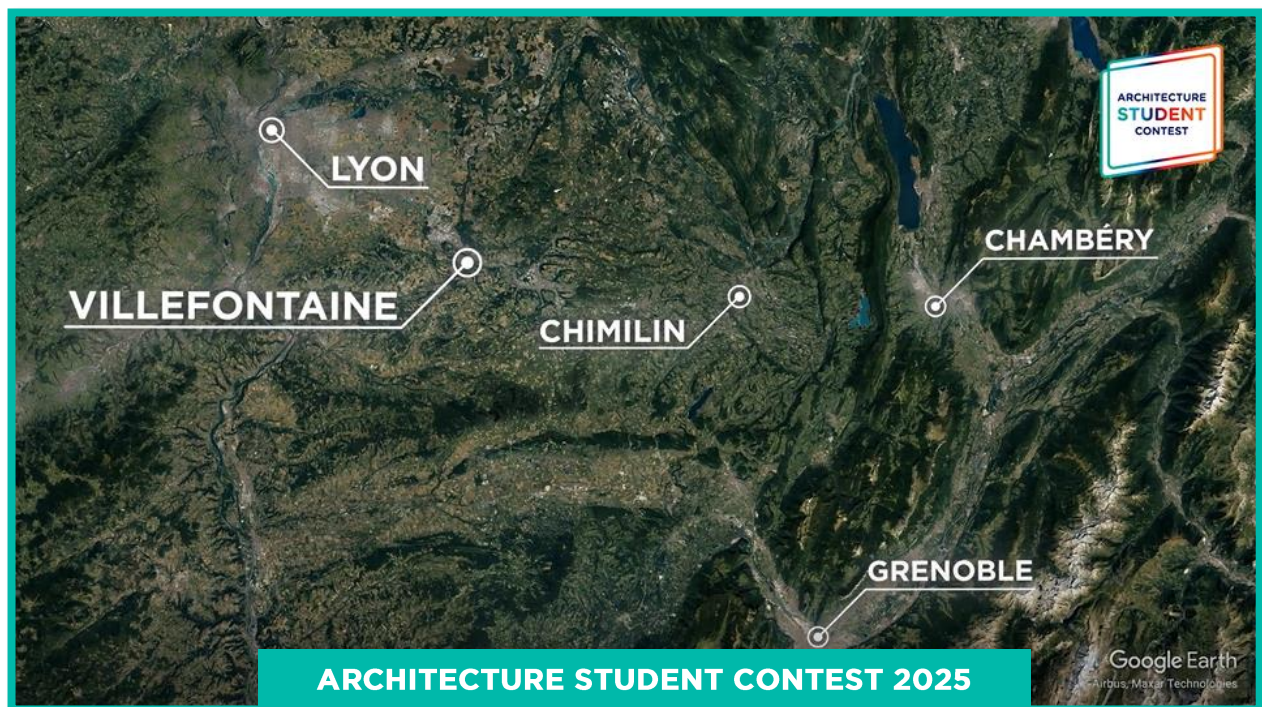 ARCHITECTURE
STUDENT
CONTEST
LYON
CHAMBÉRY
VILLEFONTAINE
CHIMILIN
GRENOBLE
Google Earth
Airbus, Maxar Technologies
ARCHITECTURE STUDENT CONTEST 2025